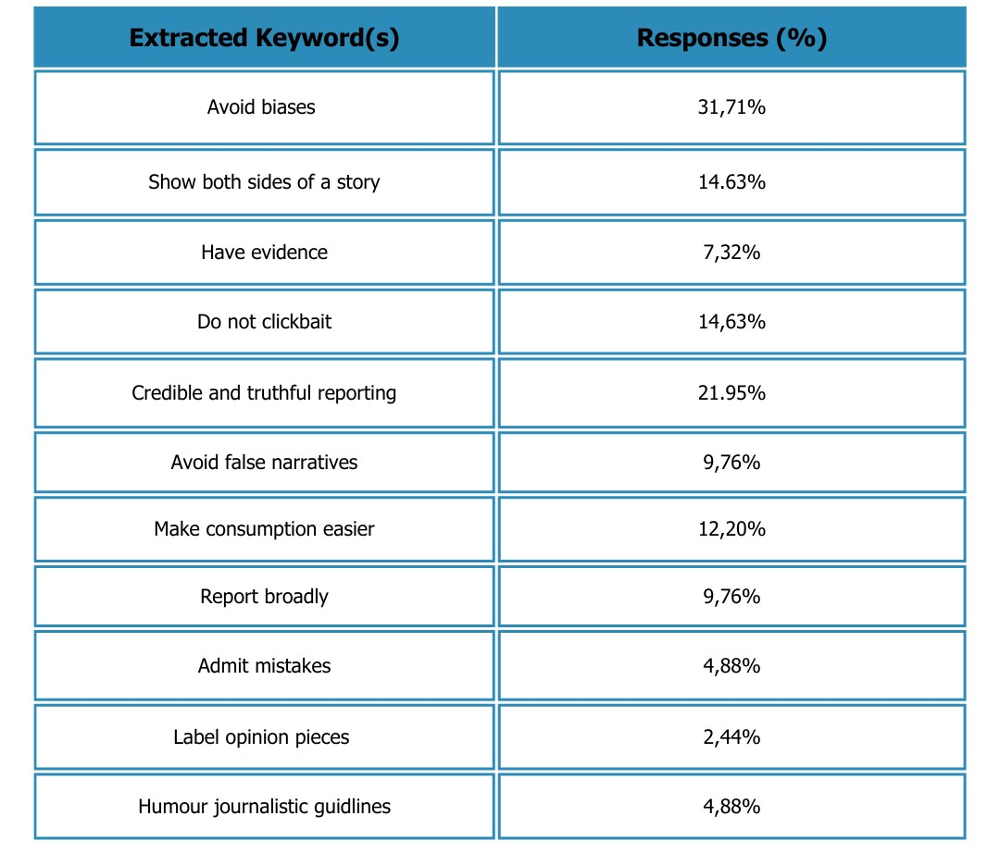 Extracted Keyword(s) Responses (%)
Avoid biases 31,71%
Show both sides of a story 14.63%
Have evidence 7,32%
Do not clickbait 14,63%
Credible and truthful reporting 21.95%
Avoid false narratives 9,76%
Make consumption easier 12,20%
Report broadly 9,76%
Admit mistakes 4,88%
Label opinion pieces 2,44%
Humour journalistic guidlines 4,88%